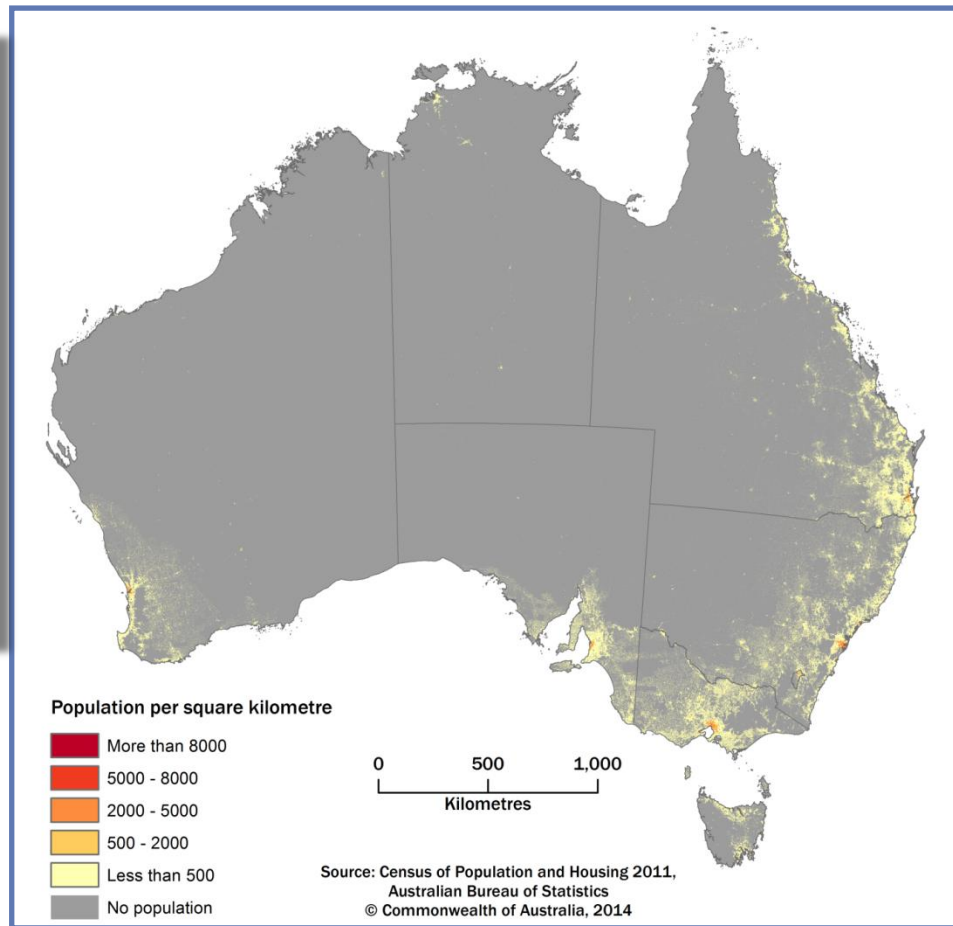 Population per square kilometre
More than 8000
5000 - 8000
2000 - 5000
500 - 2000
Less than 500
No population
0 500 1,000
Kilometres
Source: Census of Population and Housing 2011,
Australian Bureau of Statistics
© Commonwealth of Australia, 2014